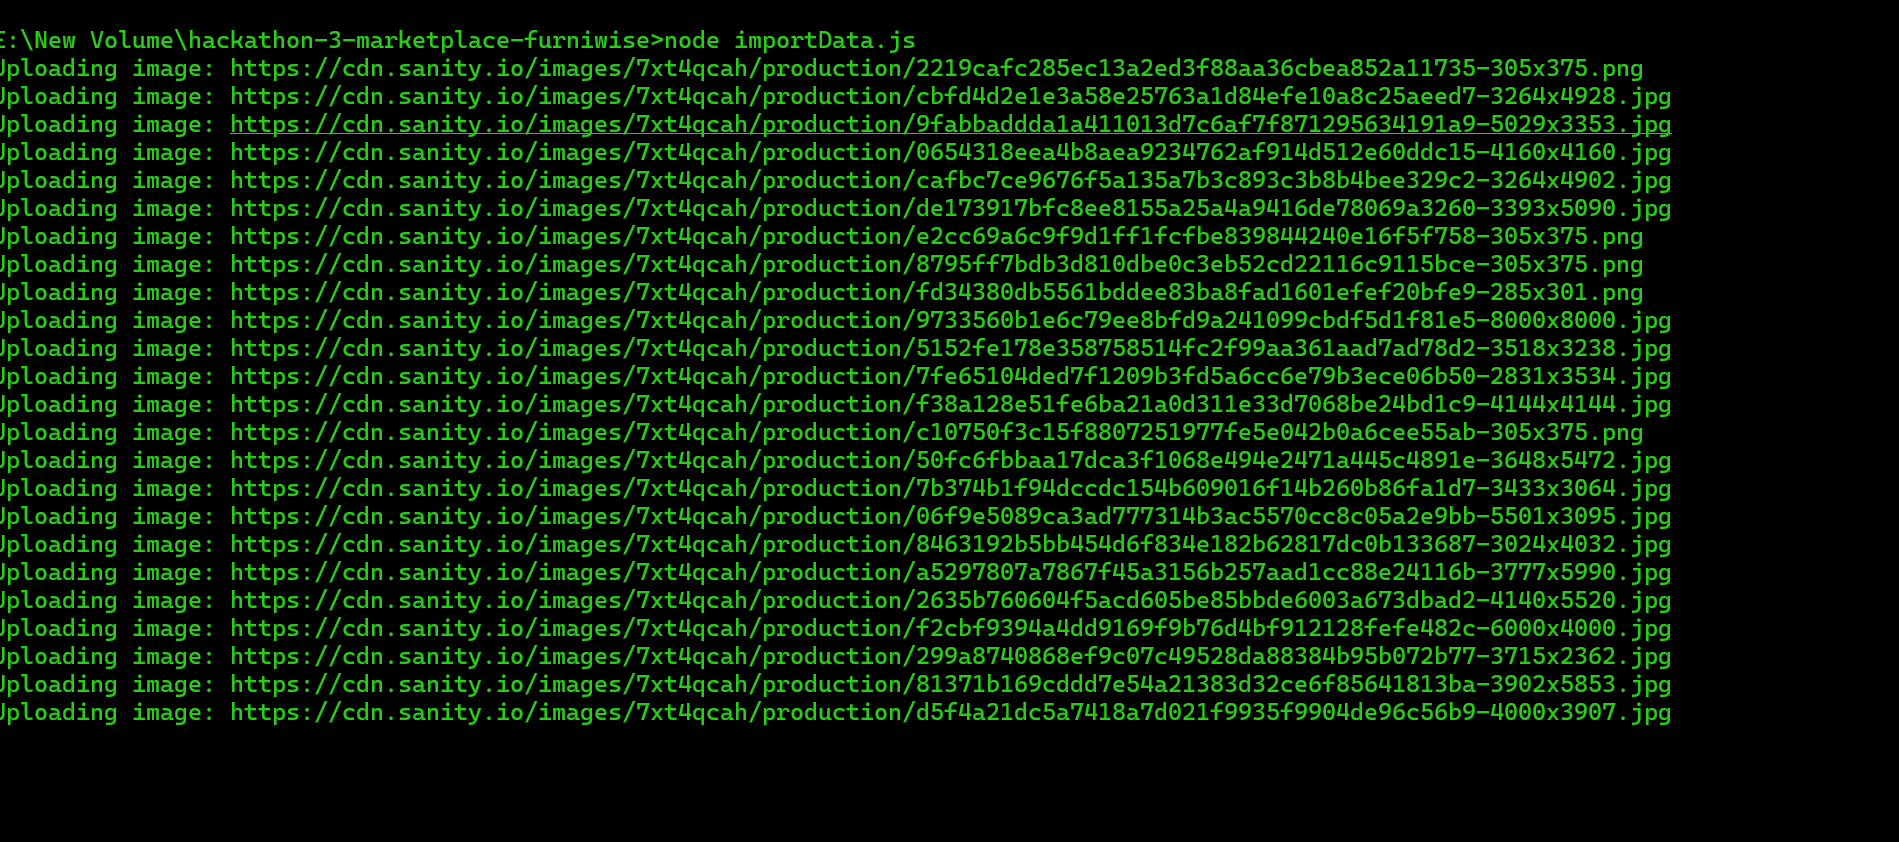 E:\New Volume\hackathon-3-marketplace-furniwise>node importData.js
Uploading image: https://cdn.sanity.io/images/7xt4qcah/production/2219cafc285ec13a2ed3f88aa36cbea852a11735-305x375.png
Uploading image: https://cdn.sanity.io/images/7xt4qcah/production/cbfd4d2e1e3a58e25763a1d84efe10a8c25aeed7-3264x4928.jpg
Uploading image: https://cdn.sanity.io/images/7xt4qcah/production/9fabbaddda1a411013d7c6af7f871295634191a9-5029x3353.jpg
Uploading image: https://cdn.sanity.io/images/7xt4qcah/production/0654318eea4b8aea9234762af914d512e60ddc15-4160x4160.jpg
Uploading image: https://cdn.sanity.io/images/7xt4qcah/production/cafbc7ce9676f5a135a7b3c893c3b8b4bee329c2-3264x4902.jpg
Uploading image: https://cdn.sanity.io/images/7xt4qcah/production/de173917bfc8ee8155a25a4a9416de78069a3260-3393x5090.jpg
Uploading image: https://cdn.sanity.io/images/7xt4qcah/production/e2cc69a6c9f9d1ff1fcfbe839844240e16f5f758-305x375.png
Uploading image: https://cdn.sanity.io/images/7xt4qcah/production/8795ff7bdb3d810dbe0c3eb52cd22116c9115bce-305x375.png
Uploading image: https://cdn.sanity.io/images/7xt4qcah/production/fd34380db5561bddee83ba8fad1601efef20bfe9-285x301.png
Uploading image: https://cdn.sanity.io/images/7xt4qcah/production/9733560b1e6c79ee8bfd9a241099cbdf5d1f81e5-8000x8000.jpg
Uploading image: https://cdn.sanity.io/images/7xt4qcah/production/5152fe178e358758514fc2f99aa361aad7ad78d2-3518x3238.jpg
Uploading image: https://cdn.sanity.io/images/7xt4qcah/production/7fe65104ded7f1209b3fd5a6cc6e79b3ece06b50-2831x3534.jpg
Uploading image: https://cdn.sanity.io/images/7xt4qcah/production/f38a128e51fe6ba21a0d311e33d7068be24bd1c9-4144x4144.jpg
Uploading image: https://cdn.sanity.io/images/7xt4qcah/production/c10750f3c15f8807251977fe5e042b0a6cee55ab-305x375.png
Uploading image: https://cdn.sanity.io/images/7xt4qcah/production/50fc6fbbaa17dca3f1068e494e2471a445c4891e-3648x5472.jpg
Uploading image: https://cdn.sanity.io/images/7xt4qcah/production/7b374b1f94dccdc154b609016f14b260b86fa1d7-3433x3064.jpg
Uploading image: https://cdn.sanity.io/images/7xt4qcah/production/06f9e5089ca3ad777314b3ac5570cc8c05a2e9bb-5501x3095.jpg
Uploading image: https://cdn.sanity.io/images/7xt4qcah/production/8463192b5bb454d6f834e182b62817dc0b133687-3024x4032.jpg
Uploading image: https://cdn.sanity.io/images/7xt4qcah/production/a5297807a7867f45a3156b257aad1cc88e24116b-3777x5990.jpg
Uploading image: https://cdn.sanity.io/images/7xt4qcah/production/2635b760604f5acd605be85bbde6003a673dbad2-4140x5520.jpg
Uploading image: https://cdn.sanity.io/images/7xt4qcah/production/f2cbf9394a4dd9169f9b76d4bf912128fefe482c-6000x4000.jpg
Uploading image: https://cdn.sanity.io/images/7xt4qcah/production/299a8740868ef9c07c49528da88384b95b072b77-3715x2362.jpg
Uploading image: https://cdn.sanity.io/images/7xt4qcah/production/81371b169cddd7e54a21383d32ce6f85641813ba-3902x5853.jpg
Uploading image: https://cdn.sanity.io/images/7xt4qcah/production/d5f4a21dc5a7418a7d021f9935f9904de96c56b9-4000x3907.jpg